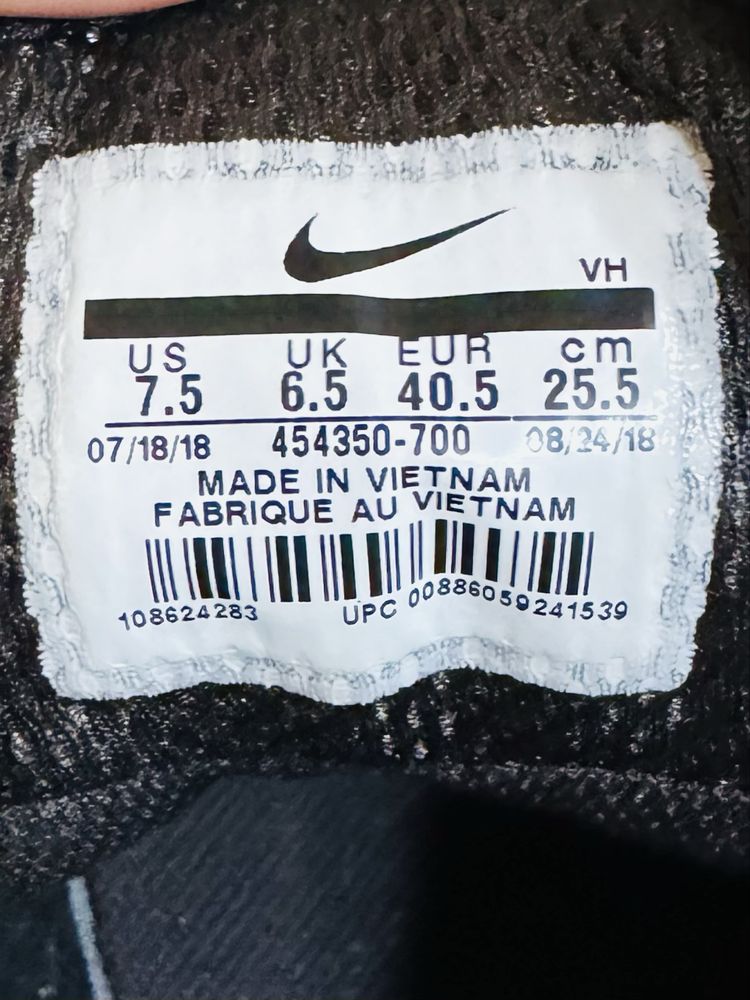 VH
US UK EUR cm
7.5 6.5 40.5 25.5
07/18/18 454350-700 08/24/18
MADE IN VIETNAM
FABRIQUE AU VIETNAM
108624283 UPC 00886059241539